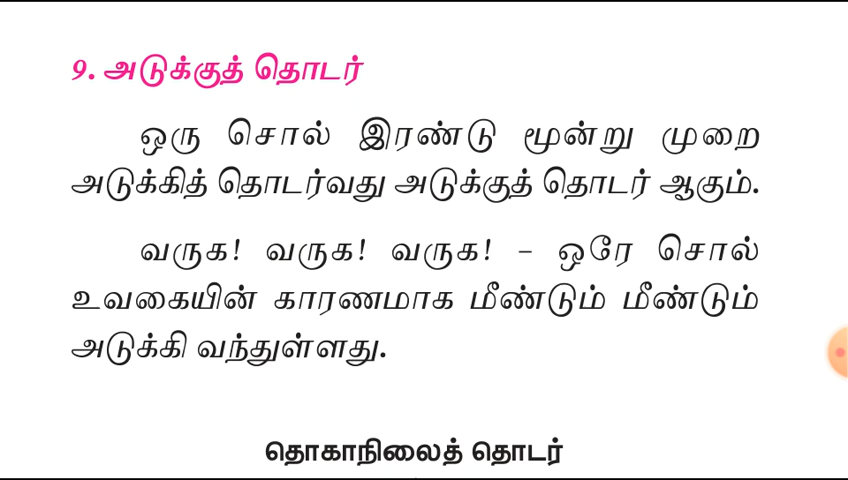 9. அடுக்குத் தொடர்
ஒரு சொல் இரண்டு மூன்று முறை
அடுக்கித் தொடர்வது அடுக்குத் தொடர் ஆகும்.
வருக! வருக! வருக! – ஒரே சொல்
உவகையின் காரணமாக மீண்டும் மீண்டும்
அடுக்கி வந்துள்ளது.
தொகாநிலைத் தொடர்